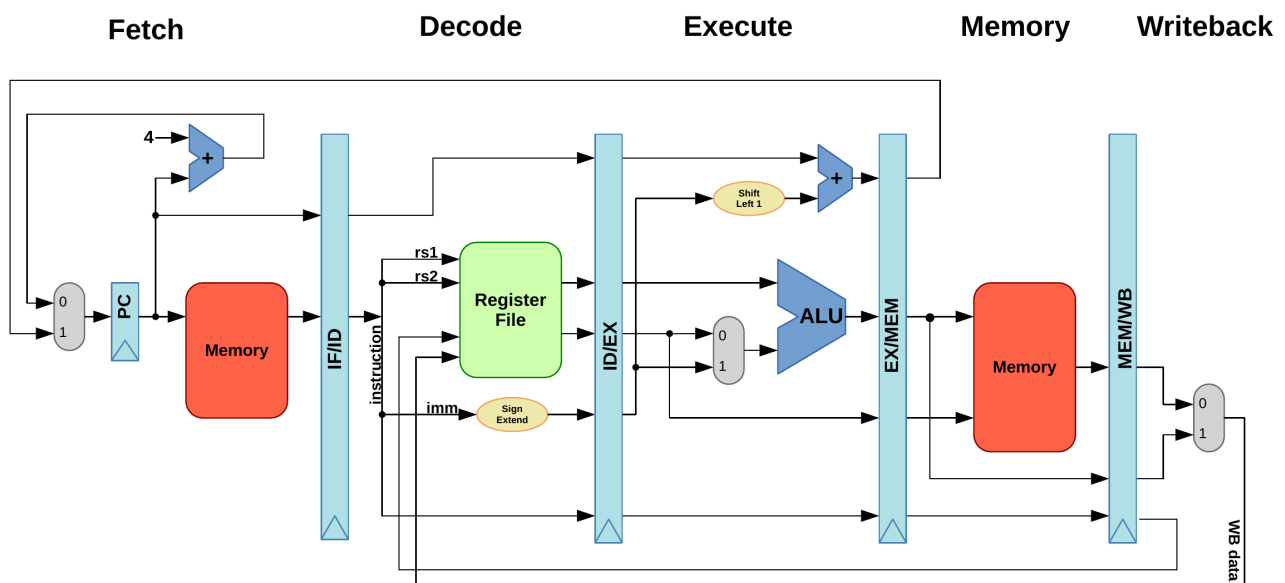 Fetch
Decode
Execute
Memory
Writeback
4
+
0
1
PC
Memory
IF/ID
instruction
rs1
rs2
Register
File
imm
Sign
Extend
ID/EX
Shift
Left 1
+
0
1
ALU
EX/MEM
Memory
MEM/WB
0
1
WB data